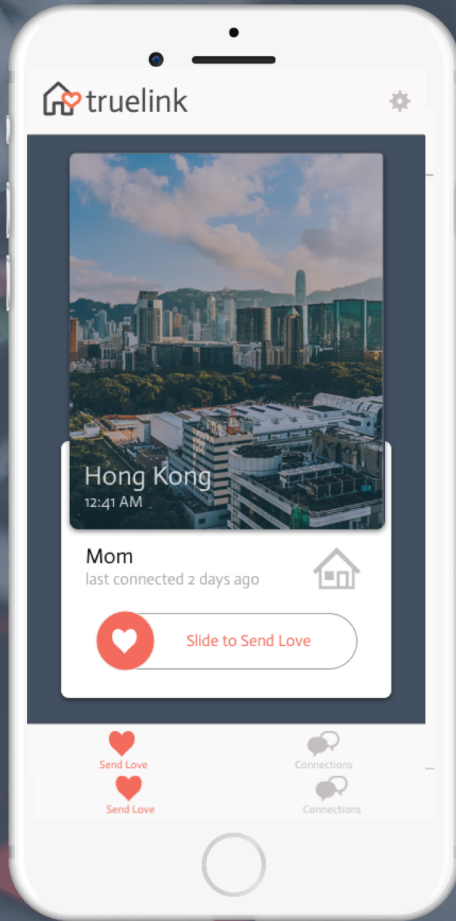 truelink
Hong Kong
12:41 AM
Mom
last connected 2 days ago
Slide to Send Love
Send Love
Connections
Send Love
Connections